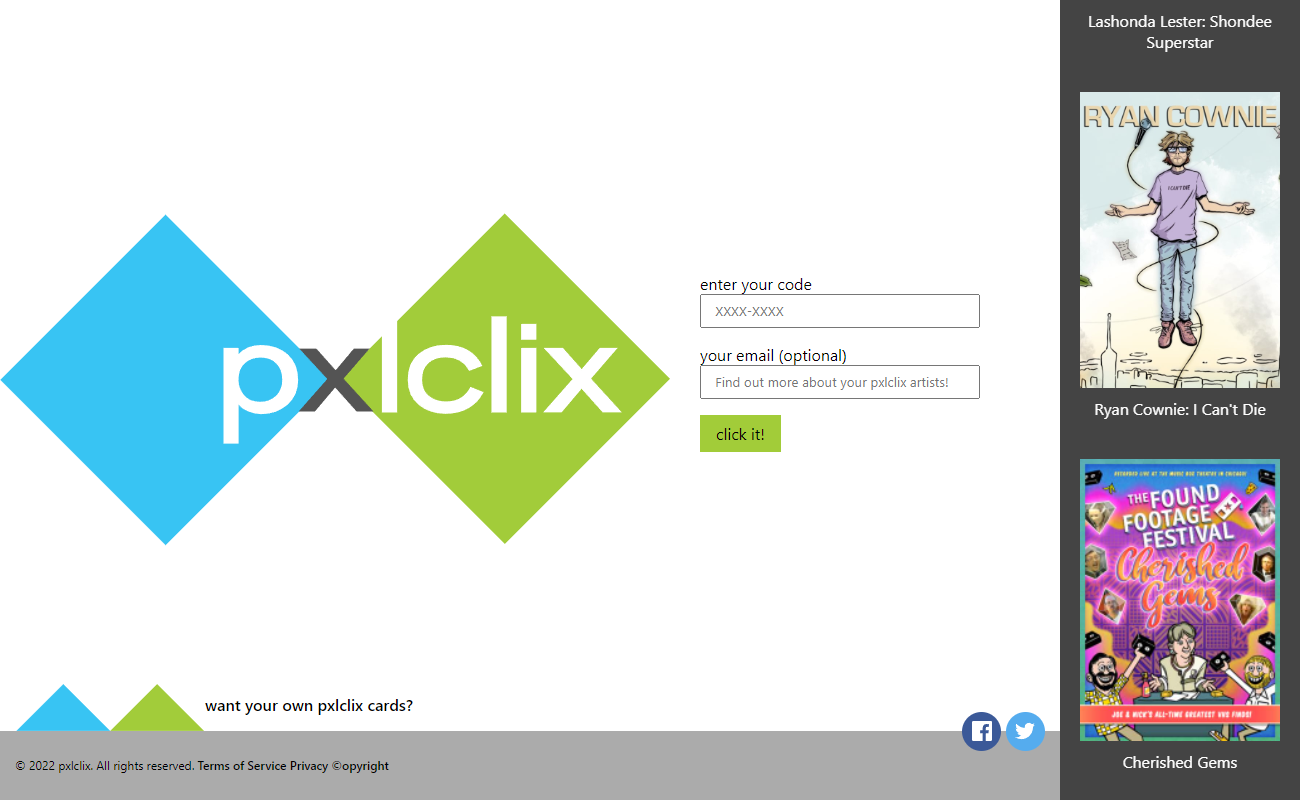 pxlclix
enter your code
XXXX-XXXX
your email (optional)
Find out more about your pxlclix artists!
click it!
want your own pxlclix cards?
© 2022 pxlclix. All rights reserved. Terms of Service Privacy ©opyright
Lashonda Lester: Shondee
Superstar
RYAN COWNIE
I CAN'T DIE
Ryan Cownie: I Can't Die
RECORDED LIVE AT THE MUSIC BOX THEATRE IN CHICAGO!
THE FOUND
FOOTAGE
FESTIVAL
Cherished
Gems
JOE & NICK'S ALL-TIME GREATEST VHS FINDS!
Cherished Gems